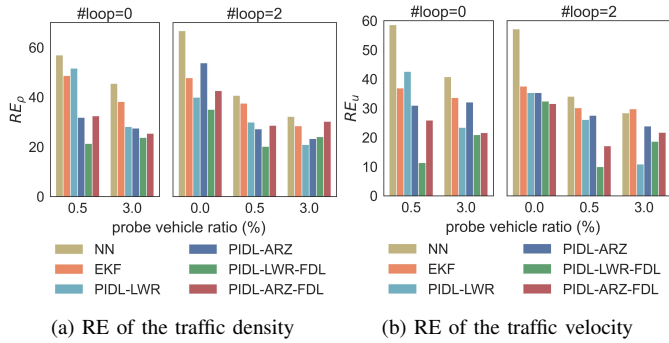 #loop=0 #loop=2
60
40
20
0
RE_ρ
0.5 3.0 0.0 0.5 3.0
probe vehicle ratio (%)
NN PIDL-ARZ
EKF PIDL-LWR-FDL
PIDL-LWR PIDL-ARZ-FDL
(a) RE of the traffic density
#loop=0 #loop=2
60
50
40
30
20
10
0
RE_u
0.5 3.0 0.0 0.5 3.0
probe vehicle ratio (%)
NN PIDL-ARZ
EKF PIDL-LWR-FDL
PIDL-LWR PIDL-ARZ-FDL
(b) RE of the traffic velocity